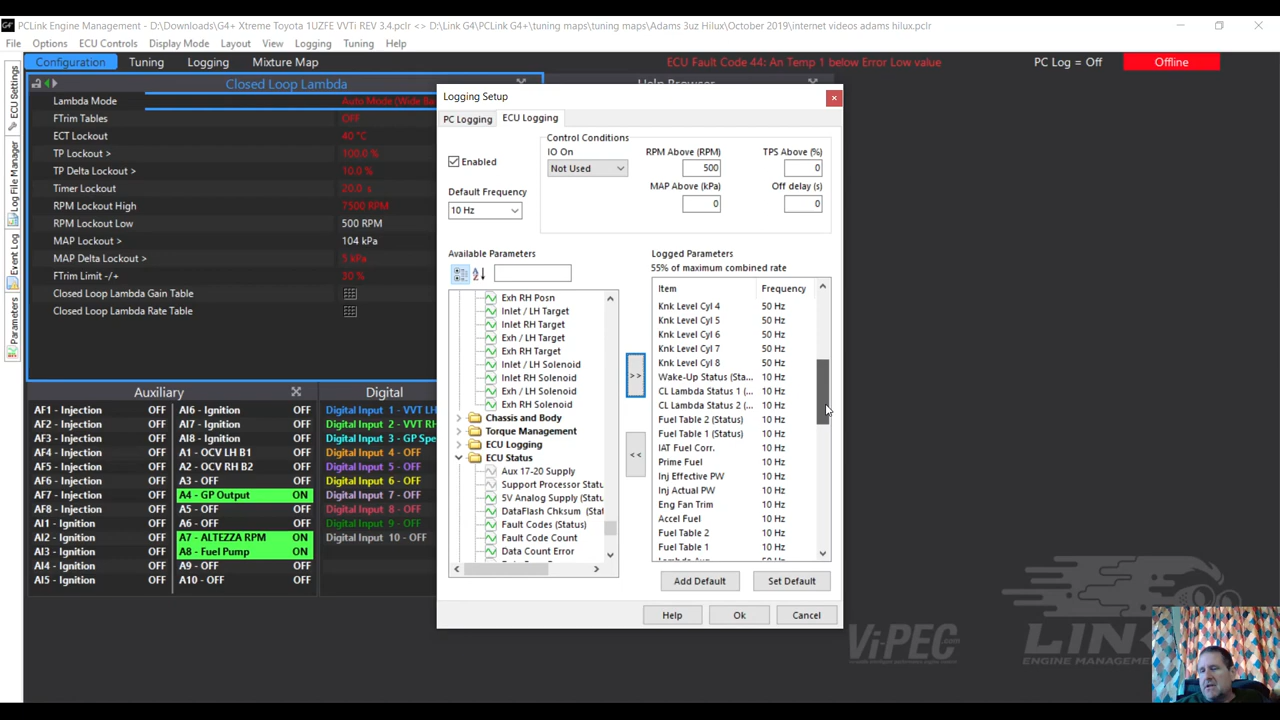 PCLink Engine Management - D:\Downloads\G4+ Xtreme Toyota 1UZFE VVTi REV 3.4.pclr <> D:\Link G4\PCLink G4+\tuning maps\tuning maps\Adams 3uz Hilux\October 2019\internet videos adams hilux.pclr
File Options ECU Controls Display Mode Layout View Logging Tuning Help
Configuration Tuning Logging Mixture Map ECU Fault Code 44: An Temp 1 below Error Low value PC Log = Off Offline
ECU Settings
Log File Manager
Event Log
Parameters
Closed Loop Lambda
Lambda Mode Auto Mode (Wide Ba
FTrim Tables OFF
ECT Lockout 40 °C
TP Lockout > 100.0 %
TP Delta Lockout > 10.0 %
Timer Lockout 20.0 s
RPM Lockout High 7500 RPM
RPM Lockout Low 500 RPM
MAP Lockout > 104 kPa
MAP Delta Lockout > 5 kPa
FTrim Limit -/+ 30 %
Closed Loop Lambda Gain Table
Closed Loop Lambda Rate Table
Help Browser
Auxiliary
AF1 - Injection OFF AI6 - Ignition OFF
AF2 - Injection OFF AI7 - Ignition OFF
AF3 - Injection OFF AI8 - Ignition OFF
AF4 - Injection OFF A1 - OCV LH B1
AF5 - Injection OFF A2 - OCV RH B2
AF6 - Injection OFF A3 - OFF OFF
AF7 - Injection OFF A4 - GP Output ON
AF8 - Injection OFF A5 - OFF OFF
AI1 - Ignition OFF A6 - OFF OFF
AI2 - Ignition OFF A7 - ALTEZZA RPM ON
AI3 - Ignition OFF A8 - Fuel Pump ON
AI4 - Ignition OFF A9 - OFF OFF
AI5 - Ignition OFF A10 - OFF OFF
Digital
Digital Input 1 - VVT LH
Digital Input 2 - VVT R
Digital Input 3 - GP Spe
Digital Input 4 - OFF
Digital Input 5 - OFF
Digital Input 6 - OFF
Digital Input 7 - OFF
Digital Input 8 - OFF
Digital Input 9 - OFF
Digital Input 10 - OFF
Logging Setup
PC Logging ECU Logging
Enabled
Default Frequency
10 Hz
Control Conditions
IO On RPM Above (RPM) TPS Above (%)
Not Used 500 0
MAP Above (kPa) Off delay (s)
0 0
Available Parameters
Exh RH Posn
Inlet / LH Target
Inlet RH Target
Exh / LH Target
Exh RH Target
Inlet / LH Solenoid
Inlet RH Solenoid
Exh / LH Solenoid
Exh RH Solenoid
Chassis and Body
Torque Management
ECU Logging
ECU Status
Aux 17-20 Supply
Support Processor Statu
5V Analog Supply (Statu
DataFlash Chksum (Stat
Fault Codes (Status)
Fault Code Count
Data Count Error
>>
<<
Logged Parameters
55% of maximum combined rate
Item Frequency
Knk Level Cyl 4 50 Hz
Knk Level Cyl 5 50 Hz
Knk Level Cyl 6 50 Hz
Knk Level Cyl 7 50 Hz
Knk Level Cyl 8 50 Hz
Wake-Up Status (Sta... 10 Hz
CL Lambda Status 1 (... 10 Hz
CL Lambda Status 2 (... 10 Hz
Fuel Table 2 (Status) 10 Hz
Fuel Table 1 (Status) 10 Hz
IAT Fuel Corr. 10 Hz
Prime Fuel 10 Hz
Inj Effective PW 10 Hz
Inj Actual PW 10 Hz
Eng Fan Trim 10 Hz
Accel Fuel 10 Hz
Fuel Table 2 10 Hz
Fuel Table 1 10 Hz
Add Default Set Default
Help Ok Cancel
Vi-PEC
LINK
ENGINE MANAGEM